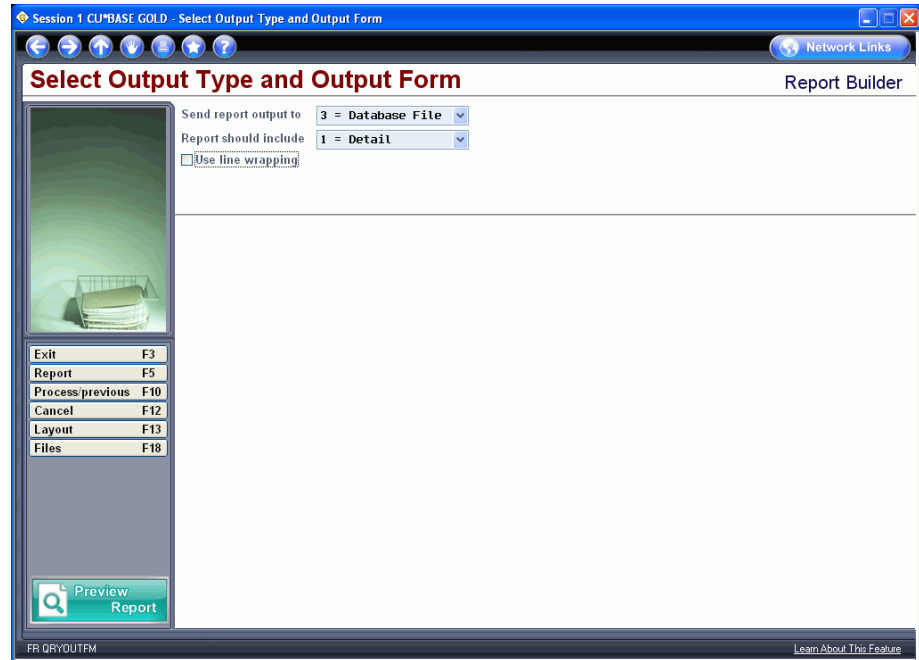 Session 1 CU*BASE GOLD - Select Output Type and Output Form
Network Links
Select Output Type and Output Form
Report Builder
Send report output to 3 = Database File
Report should include 1 = Detail
Use line wrapping
Exit F3
Report F5
Process/previous F10
Cancel F12
Layout F13
Files F18
Preview
Report
FR QRYOUTFM
Learn About This Feature